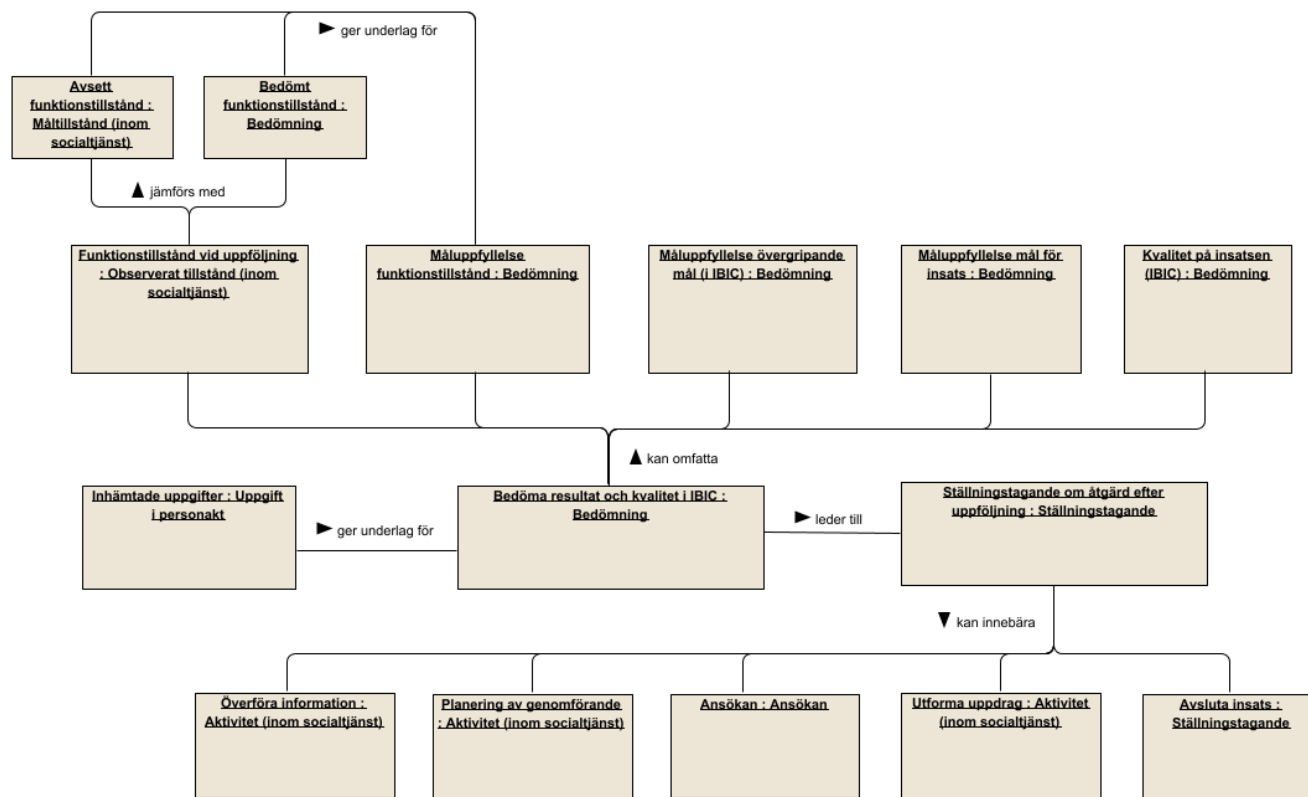 ger underlag för
Avsett
funktionstillstånd :
Måltillstånd (inom
socialtjänst)
Bedömt
funktionstillstånd :
Bedömning
jämförs med
Funktionstillstånd vid uppföljning
: Observerat tillstånd (inom
socialtjänst)
Måluppfyllelse
funktionstillstånd : Bedömning
Måluppfyllelse övergripande
mål (i IBIC) : Bedömning
Måluppfyllelse mål för
insats : Bedömning
Kvalitet på insatsen
(IBIC) : Bedömning
kan omfatta
Inhämtade uppgifter : Uppgift
i personakt
ger underlag för
Bedöma resultat och kvalitet i IBIC :
Bedömning
leder till
Ställningstagande om åtgärd efter
uppföljning : Ställningstagande
kan innebära
Överföra information :
Aktivitet (inom socialtjänst)
Planering av genomförande
: Aktivitet (inom socialtjänst)
Ansökan : Ansökan
Utforma uppdrag : Aktivitet
(inom socialtjänst)
Avsluta insats :
Ställningstagande